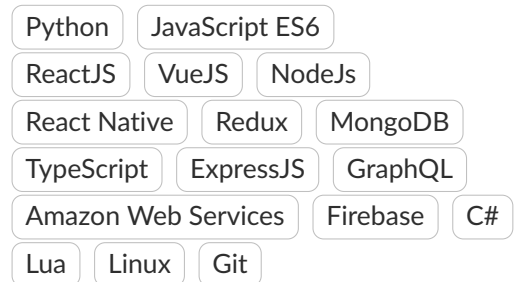 Python JavaScript ES6
ReactJS VueJS NodeJs
React Native Redux MongoDB
TypeScript ExpressJS GraphQL
Amazon Web Services Firebase C#
Lua Linux Git